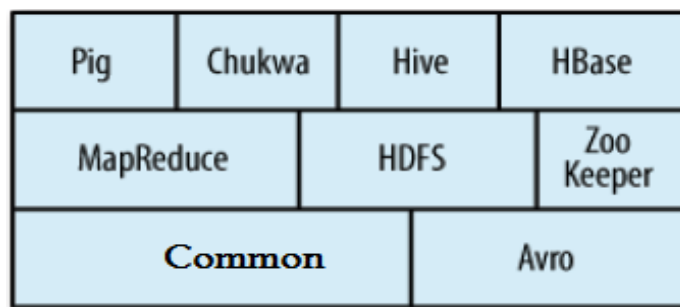 Pig Chukwa Hive HBase
MapReduce HDFS Zoo
Keeper
Common Avro